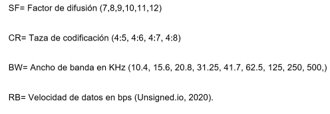 SF= Factor de difusión (7,8,9,10,11,12)
CR= Taza de codificación (4:5, 4:6, 4:7, 4:8)
BW= Ancho de banda en KHz (10.4, 15.6, 20.8, 31.25, 41.7, 62.5, 125, 250, 500,)
RB= Velocidad de datos en bps (Unsigned.io, 2020).